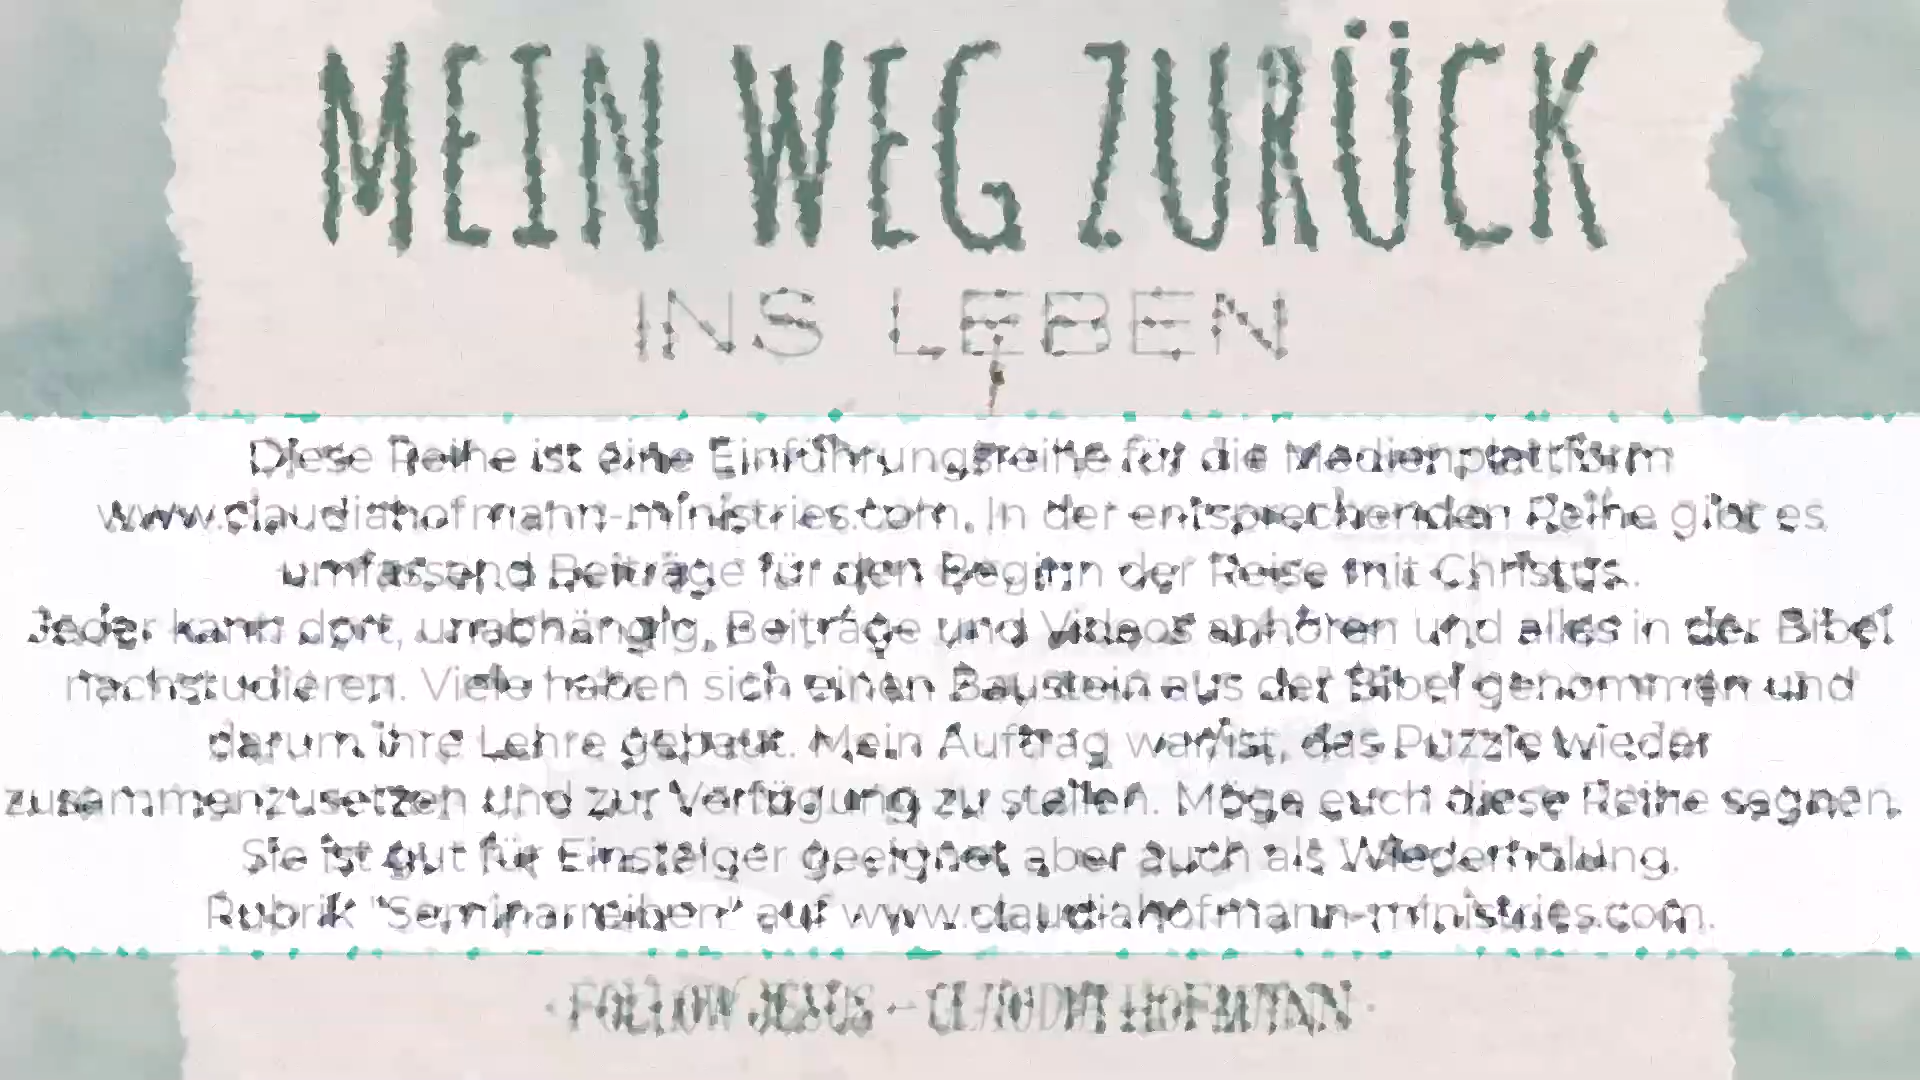 MEIN WEG ZURÜCK
INS LEBEN
Diese Reihe ist eine Einführungsreihe für die Medienplattform
www.claudiahofmann-ministries.com. In der entsprechenden Reihe gibt es
umfassend Beiträge für den Beginn der Reise mit Christus.
Jeder kann dort, unabhängig, Beiträge und Videos anhören und alles in der Bibel
nachstudieren. Viele haben sich einen Baustein aus der Bibel genommen und
darum ihre Lehre gebaut. Mein Auftrag war/ist, das Puzzle wieder
zusammenzusetzen und zur Verfügung zu stellen. Möge euch diese Reihe segnen.
Sie ist gut für Einsteiger geeignet aber auch als Wiederholung.
Rubrik "Seminarreihen" auf www.claudiahofmann-ministries.com.
· FOLLOW JESUS - CLAUDIA HOFMANN ·